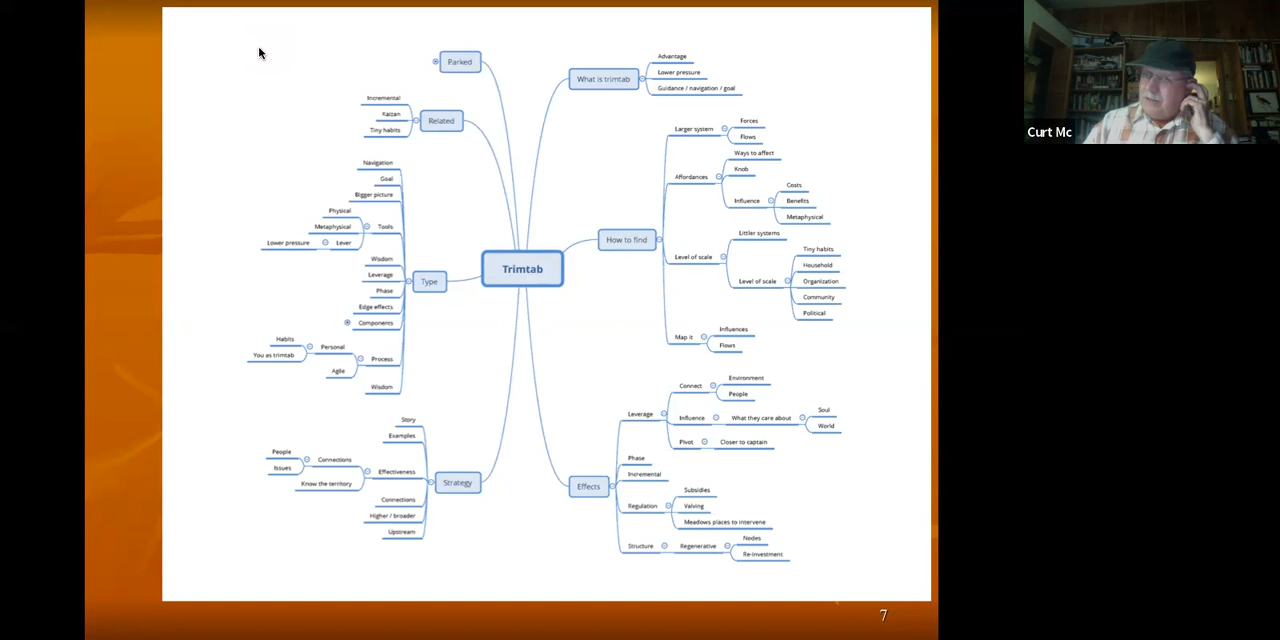 Parked
What is trimtab
Advantage
Lower pressure
Guidance / navigation / goal
Related
Incremental
Kaizan
Tiny habits
How to find
Larger system
Forces
Flows
Affordances
Ways to affect
Knob
Influence
Costs
Benefits
Metaphysical
Level of scale
Littler systems
Level of scale
Tiny habits
Household
Organization
Community
Political
Map it
Influences
Flows
Trimtab
Type
Navigation
Goal
Bigger picture
Tools
Physical
Metaphysical
Lever
Lower pressure
Wisdom
Leverage
Phase
Edge effects
Components
Process
Personal
Habits
You as trimtab
Agile
Wisdom
Strategy
Story
Examples
Effectiveness
Connections
People
Issues
Know the territory
Connections
Higher / broader
Upstream
Effects
Leverage
Connect
Environment
People
Influence
What they care about
Soul
World
Pivot
Closer to captain
Phase
Incremental
Regulation
Subsidies
Valving
Meadows places to intervene
Structure
Regenerative
Nodes
Re-investment
7
Curt Mc